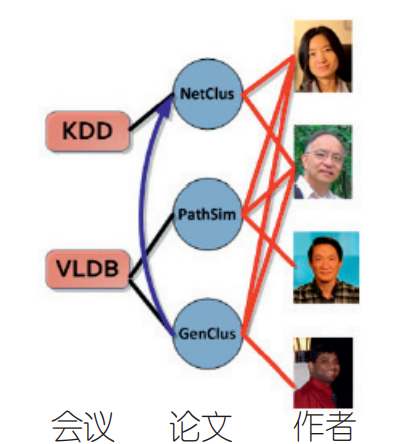 NetClus
KDD
PathSim
VLDB
GenClus
会议 论文 作者